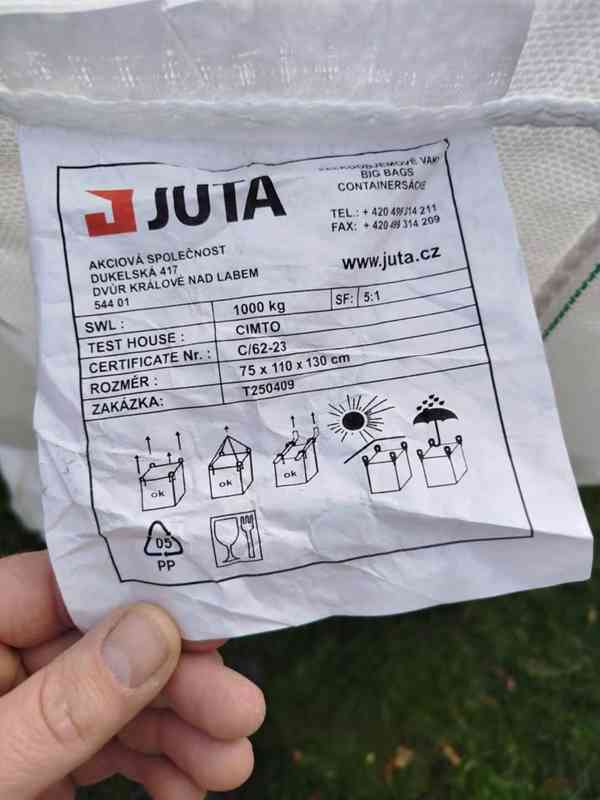 JUTA
VELKOOBJEMOVÉ VAKY
BIG BAGS
CONTAINERSÄCKE
AKCIOVÁ SPOLEČNOST
DUKELSKÁ 417
DVŮR KRÁLOVÉ NAD LABEM
544 01
TEL.: + 420 499 314 211
FAX: + 420 499 314 209
www.juta.cz
SWL : 1000 kg SF: 5:1
TEST HOUSE : CIMTO
CERTIFICATE Nr. : C/62-23
ROZMĚR : 75 x 110 x 130 cm
ZAKÁZKA: T250409
ok ok ok
05
PP